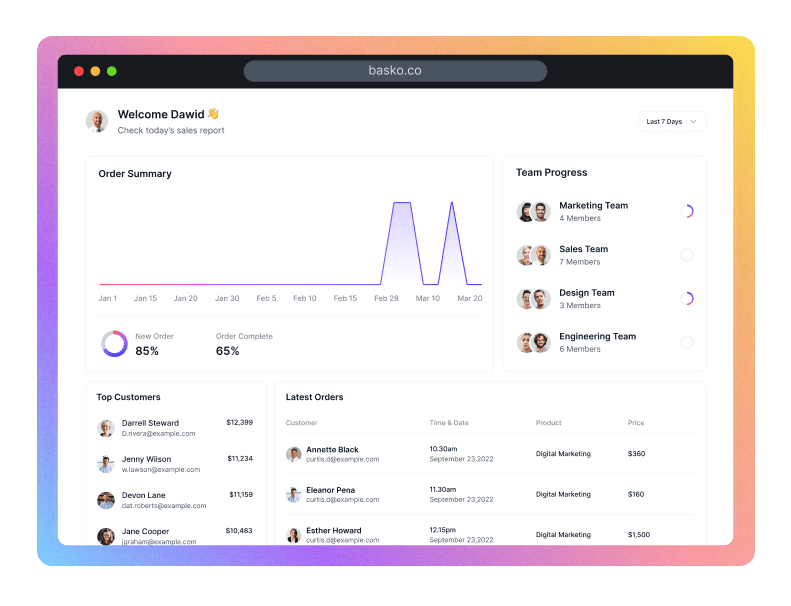 basko.co
Welcome Dawid 👋
Check today's sales report
Last 7 Days
Order Summary
Jan 1 Jan 15 Jan 20 Jan 30 Feb 5 Feb 10 Feb 15 Feb 28 Mar 10 Mar 20
New Order
85%
Order Complete
65%
Team Progress
Marketing Team
4 Members
Sales Team
7 Members
Design Team
3 Members
Engineering Team
6 Members
Top Customers
Darrell Steward $12,399
D.rivera@example.com
Jenny Wilson $11,234
w.lawson@example.com
Devon Lane $11,159
dat.roberts@example.com
Jane Cooper $10,483
jgraham@example.com
Latest Orders
Customer Time & Date Product Price
Annette Black 10.30am Digital Marketing $360
curtis.d@example.com September 23,2022
Eleanor Pena 11.30am Digital Marketing $160
curtis.d@example.com September 23,2022
Esther Howard 12.15pm Digital Marketing $1,500
curtis.d@example.com September 23,2022